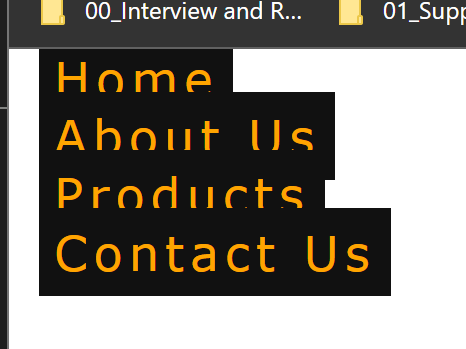 00_Interview and R... 01_Supp
Home
About Us
Products
Contact Us